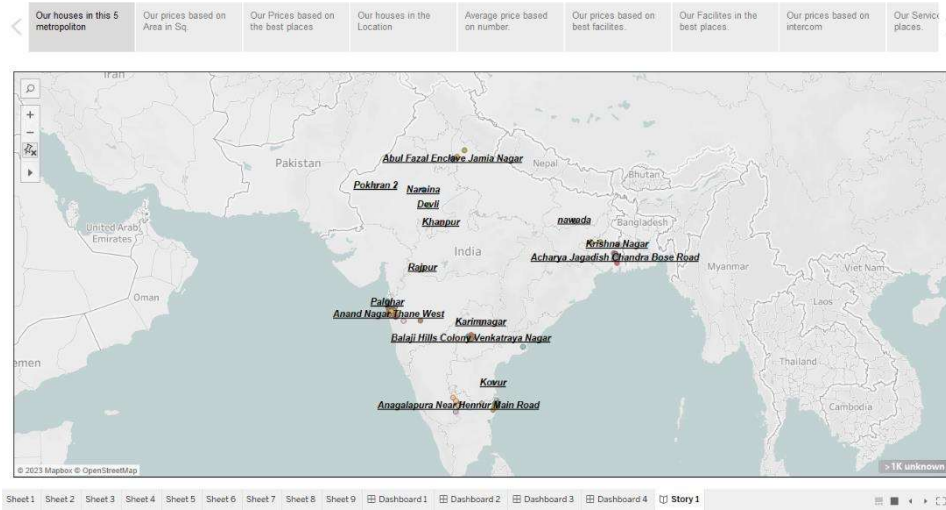 Our houses in this 5
metropoliton
Our prices based on
Area in Sq.
Our Prices based on
the best places
Our houses in the
Location
Average price based
on number.
Our prices based on
best facilites.
Our Facilites in the
best places.
Our prices based on
intercom
Our Servic
places.
Iran
Pakistan
Abul Fazal Enclave Jamia Nagar
Nepal
Bhutan
Pokhran 2
Naraina
Devli
United Arab
Emirates
Khanpur
nawada
Bangladesh
India
Krishna Nagar
Acharya Jagadish Chandra Bose Road
Rajpur
Myanmar
Viet Nam
Oman
Palghar
Laos
Anand Nagar Thane West
Karimnagar
Balaji Hills Colony Venkatraya Nagar
emen
Thailand
Kovur
Anagalapura Near Hennur Main Road
Cambodia
© 2023 Mapbox © OpenStreetMap
>1K unknown
Sheet 1 Sheet 2 Sheet 3 Sheet 4 Sheet 5 Sheet 6 Sheet 7 Sheet 8 Sheet 9 Dashboard 1 Dashboard 2 Dashboard 3 Dashboard 4 Story 1